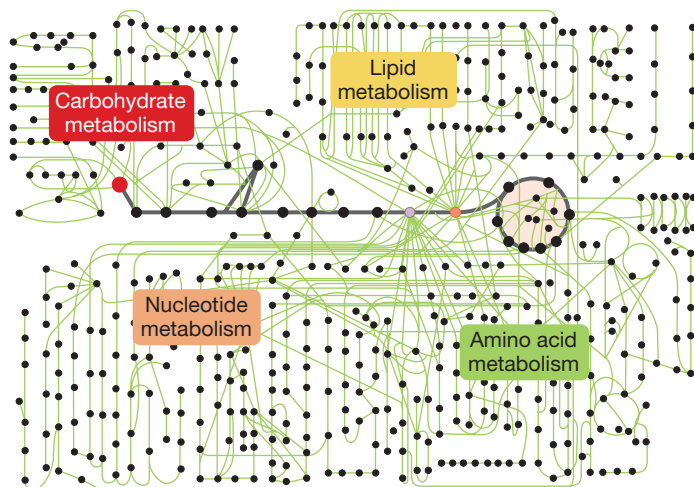 Carbohydrate
metabolism
Lipid
metabolism
Nucleotide
metabolism
Amino acid
metabolism